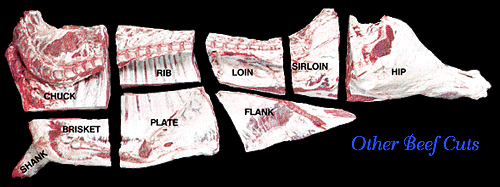 CHUCK
RIB
LOIN
SIRLOIN
HIP
SHANK
BRISKET
PLATE
FLANK
Other Beef Cuts